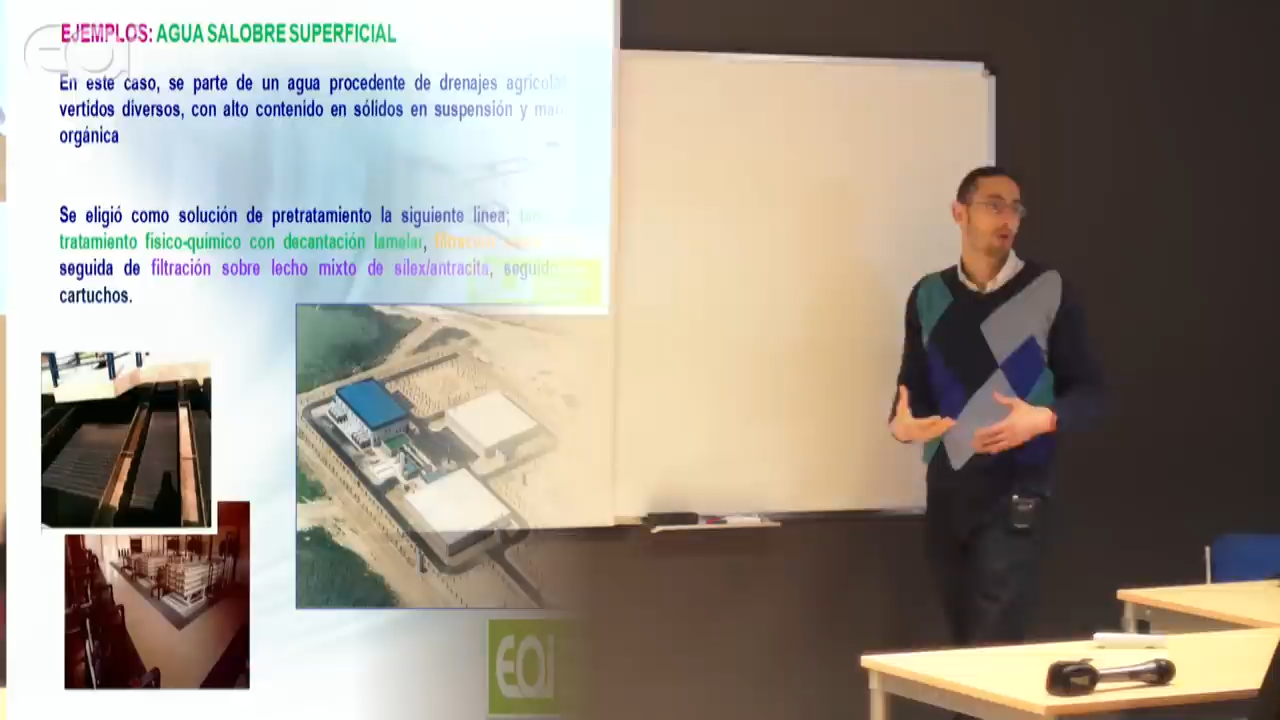 EJEMPLOS: AGUA SALOBRE SUPERFICIAL
En este caso, se parte de un agua procedente de drenajes
vertidos diversos, con alto contenido en sólidos en suspensión y
orgánica
Se eligió como solución de pretratamiento la siguiente linea;
tratamiento físico-químico con decantación lamelar,
seguida de filtración sobre lecho mixto de sílex/antracita,
cartuchos.
EOI
EOI